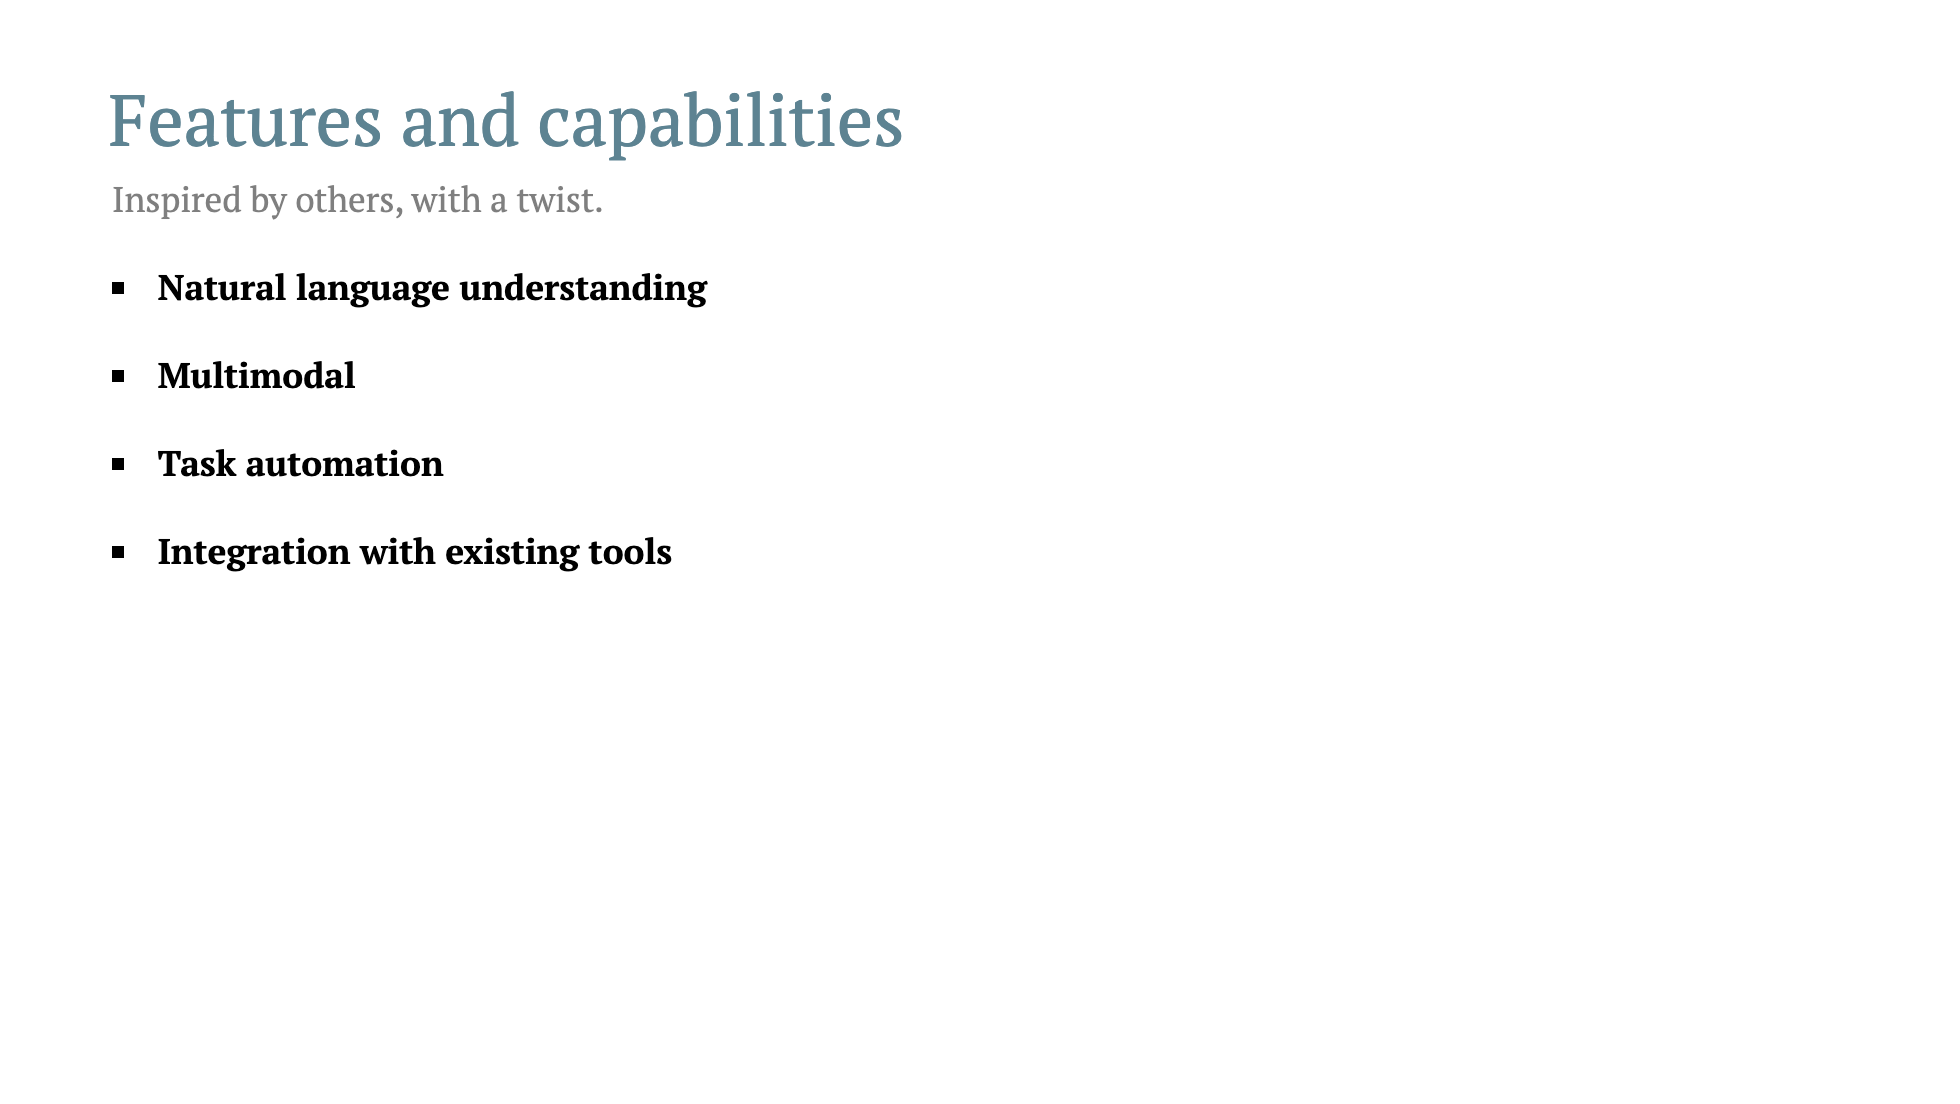 Features and capabilities
Inspired by others, with a twist.
▪ Natural language understanding
▪ Multimodal
▪ Task automation
▪ Integration with existing tools